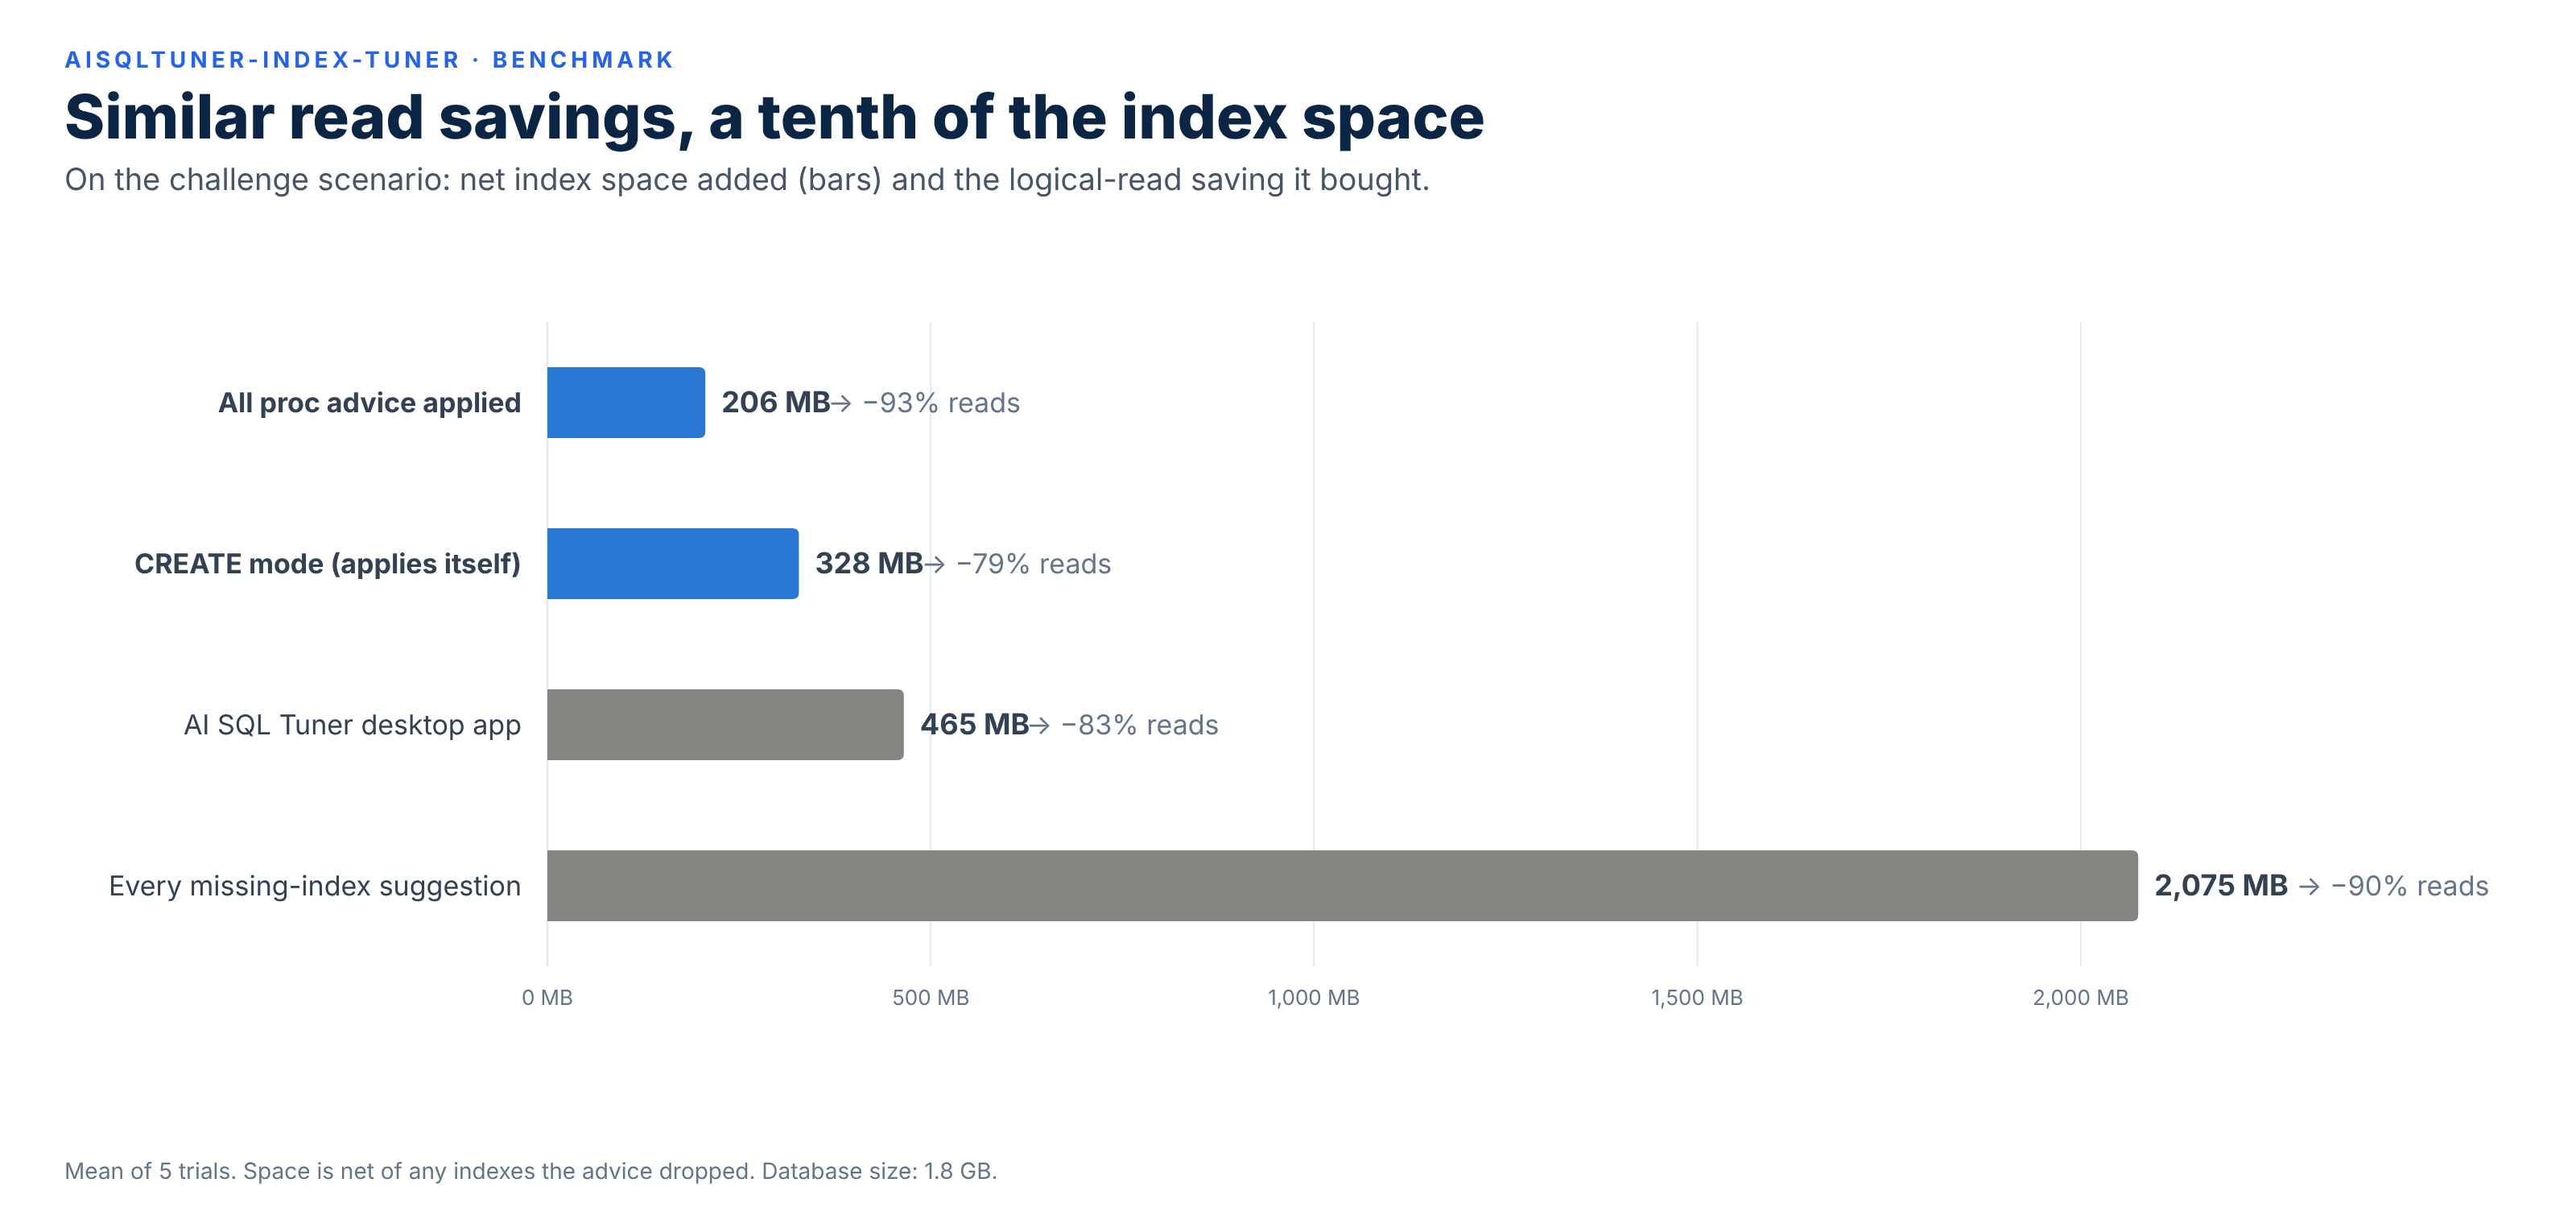 AISQLTUNER-INDEX-TUNER · BENCHMARK
Similar read savings, a tenth of the index space
On the challenge scenario: net index space added (bars) and the logical-read saving it bought.
All proc advice applied 206 MB→ −93% reads
CREATE mode (applies itself) 328 MB→ −79% reads
AI SQL Tuner desktop app 465 MB→ −83% reads
Every missing-index suggestion 2,075 MB → −90% reads
0 MB 500 MB 1,000 MB 1,500 MB 2,000 MB
Mean of 5 trials. Space is net of any indexes the advice dropped. Database size: 1.8 GB.